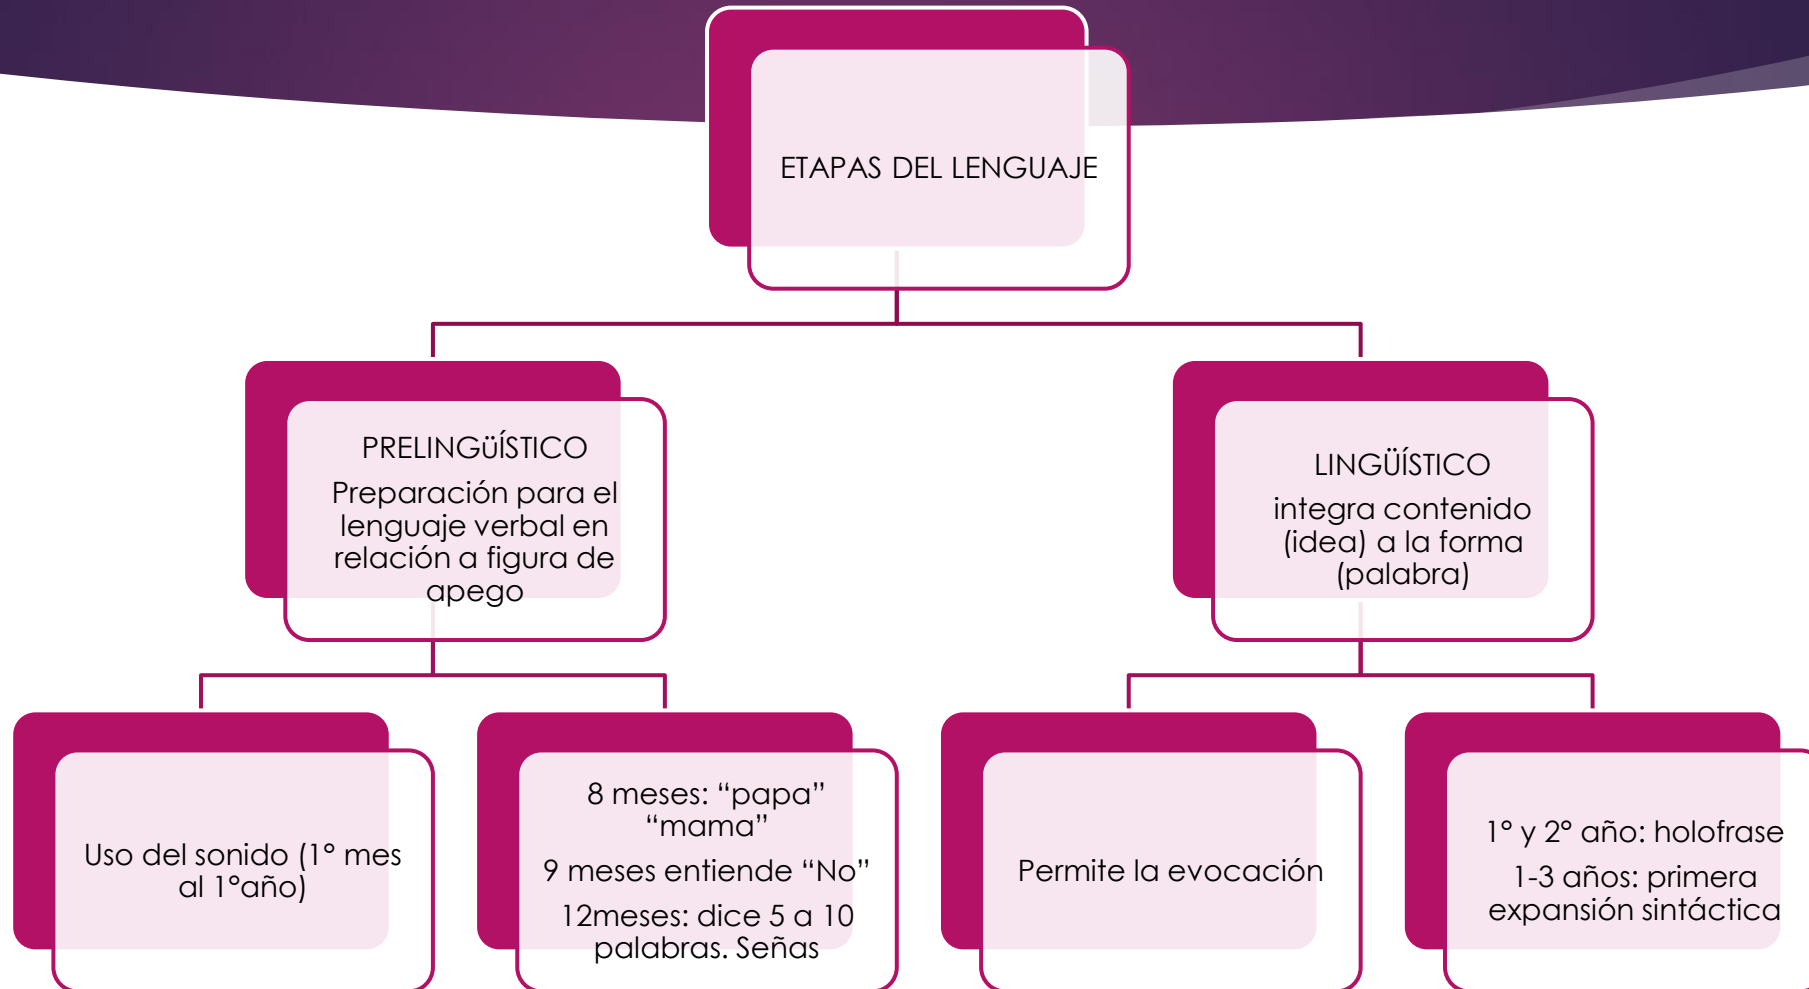 ETAPAS DEL LENGUAJE
PRELINGüÍSTICO
Preparación para el
lenguaje verbal en
relación a figura de
apego
LINGÜÍSTICO
integra contenido
(idea) a la forma
(palabra)
Uso del sonido (1° mes
al 1°año)
8 meses: “papa”
“mama”
9 meses entiende “No”
12meses: dice 5 a 10
palabras. Señas
Permite la evocación
1° y 2° año: holofrase
1-3 años: primera
expansión sintáctica